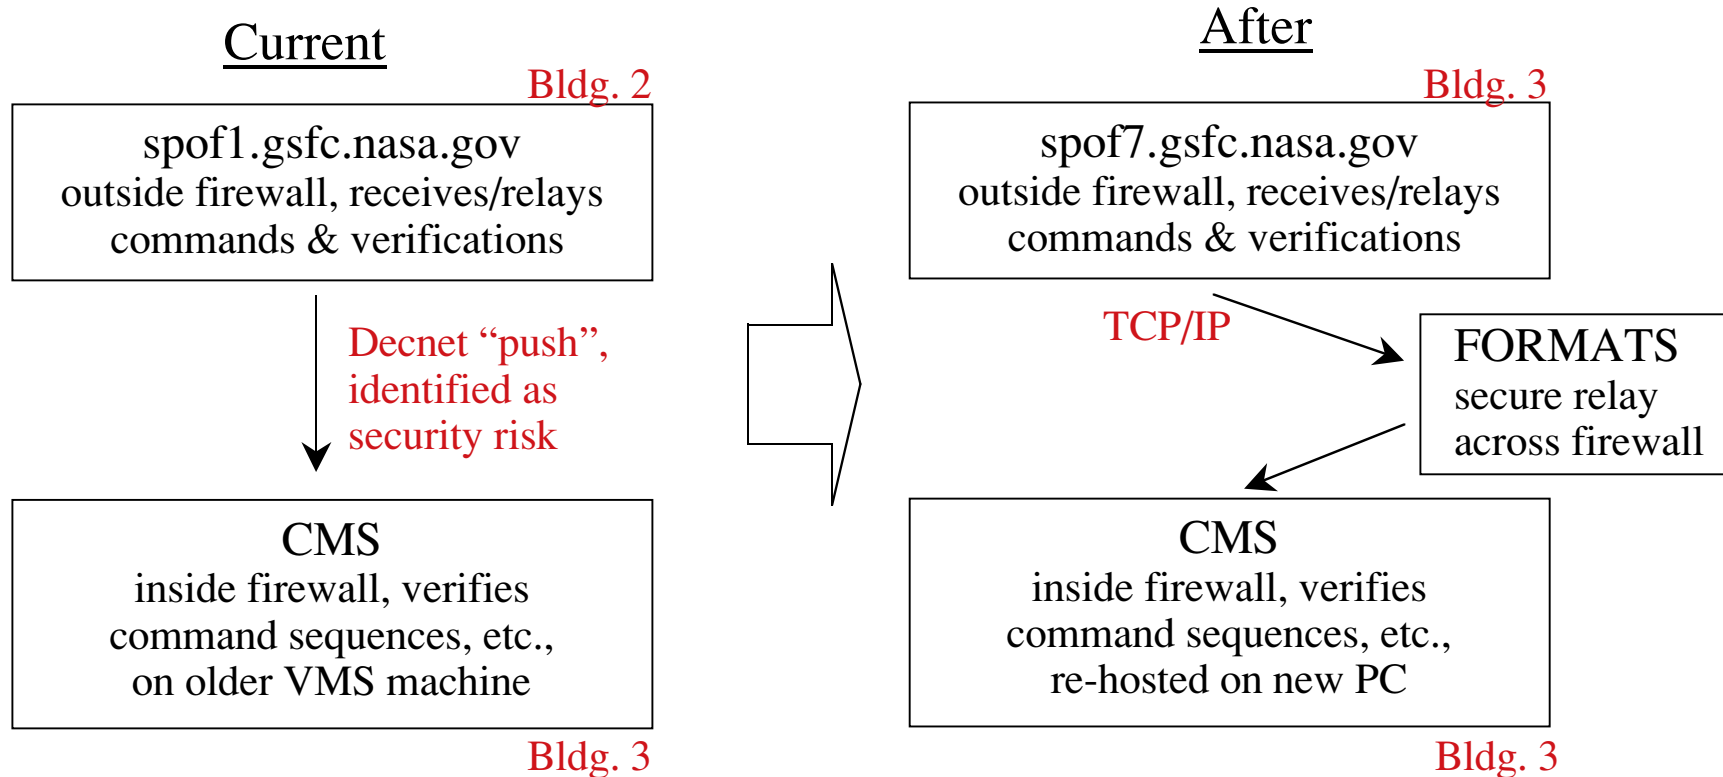 Current
Bldg. 2
spof1.gsfc.nasa.gov
outside firewall, receives/relays
commands & verifications
Decnet “push”,
identified as
security risk
CMS
inside firewall, verifies
command sequences, etc.,
on older VMS machine
Bldg. 3
After
Bldg. 3
spof7.gsfc.nasa.gov
outside firewall, receives/relays
commands & verifications
TCP/IP
FORMATS
secure relay
across firewall
CMS
inside firewall, verifies
command sequences, etc.,
re-hosted on new PC
Bldg. 3